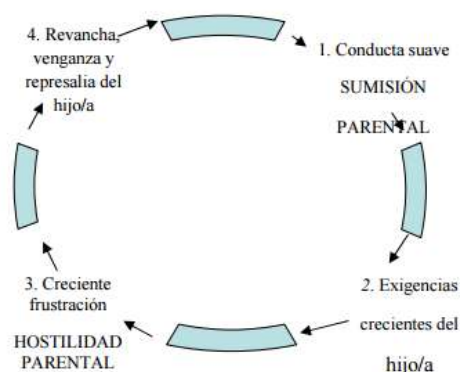 1. Conducta suave
SUMISIÓN
PARENTAL
2. Exigencias
crecientes del
hijo/a
3. Creciente
frustración
HOSTILIDAD
PARENTAL
4. Revancha,
venganza y
represalia del
hijo/a